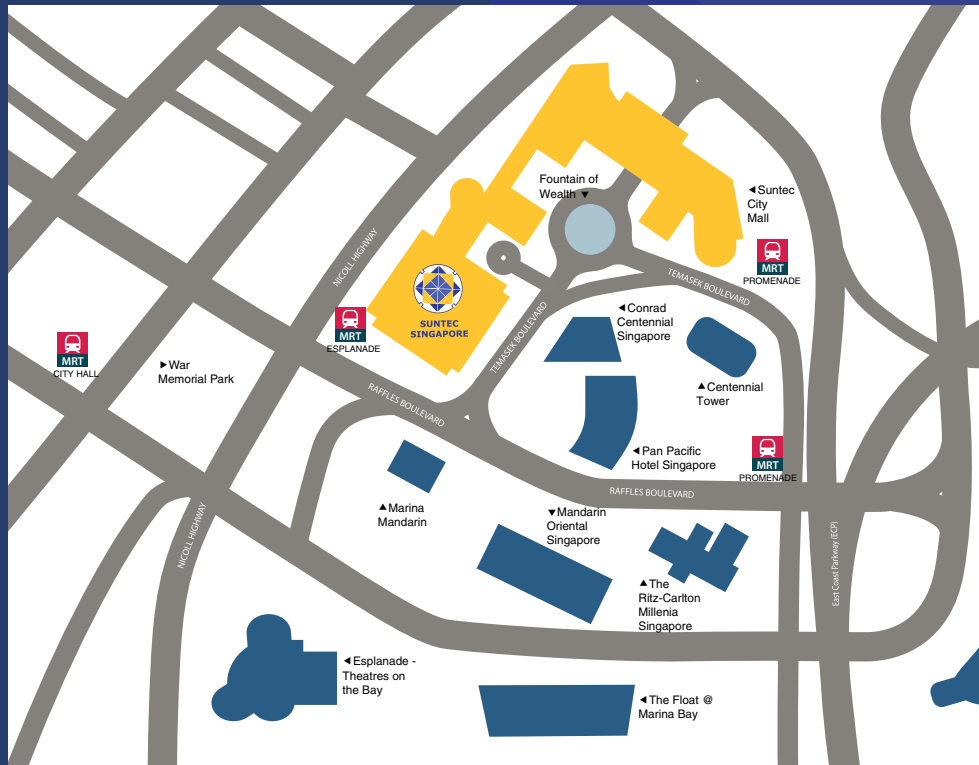 Fountain of
Wealth
Suntec
City
Mall
MRT
PROMENADE
NICOLL HIGHWAY
TEMASEK BOULEVARD
SUNTEC
SINGAPORE
Conrad
Centennial
Singapore
TEMASEK BOULEVARD
MRT
ESPLANADE
MRT
CITY HALL
War
Memorial Park
Centennial
Tower
RAFFLES BOULEVARD
Pan Pacific
Hotel Singapore
MRT
PROMENADE
RAFFLES BOULEVARD
Marina
Mandarin
Mandarin
Oriental
Singapore
NICOLL HIGHWAY
East Coast Parkway (ECP)
The
Ritz-Carlton
Millenia
Singapore
Esplanade -
Theatres on
the Bay
The Float @
Marina Bay